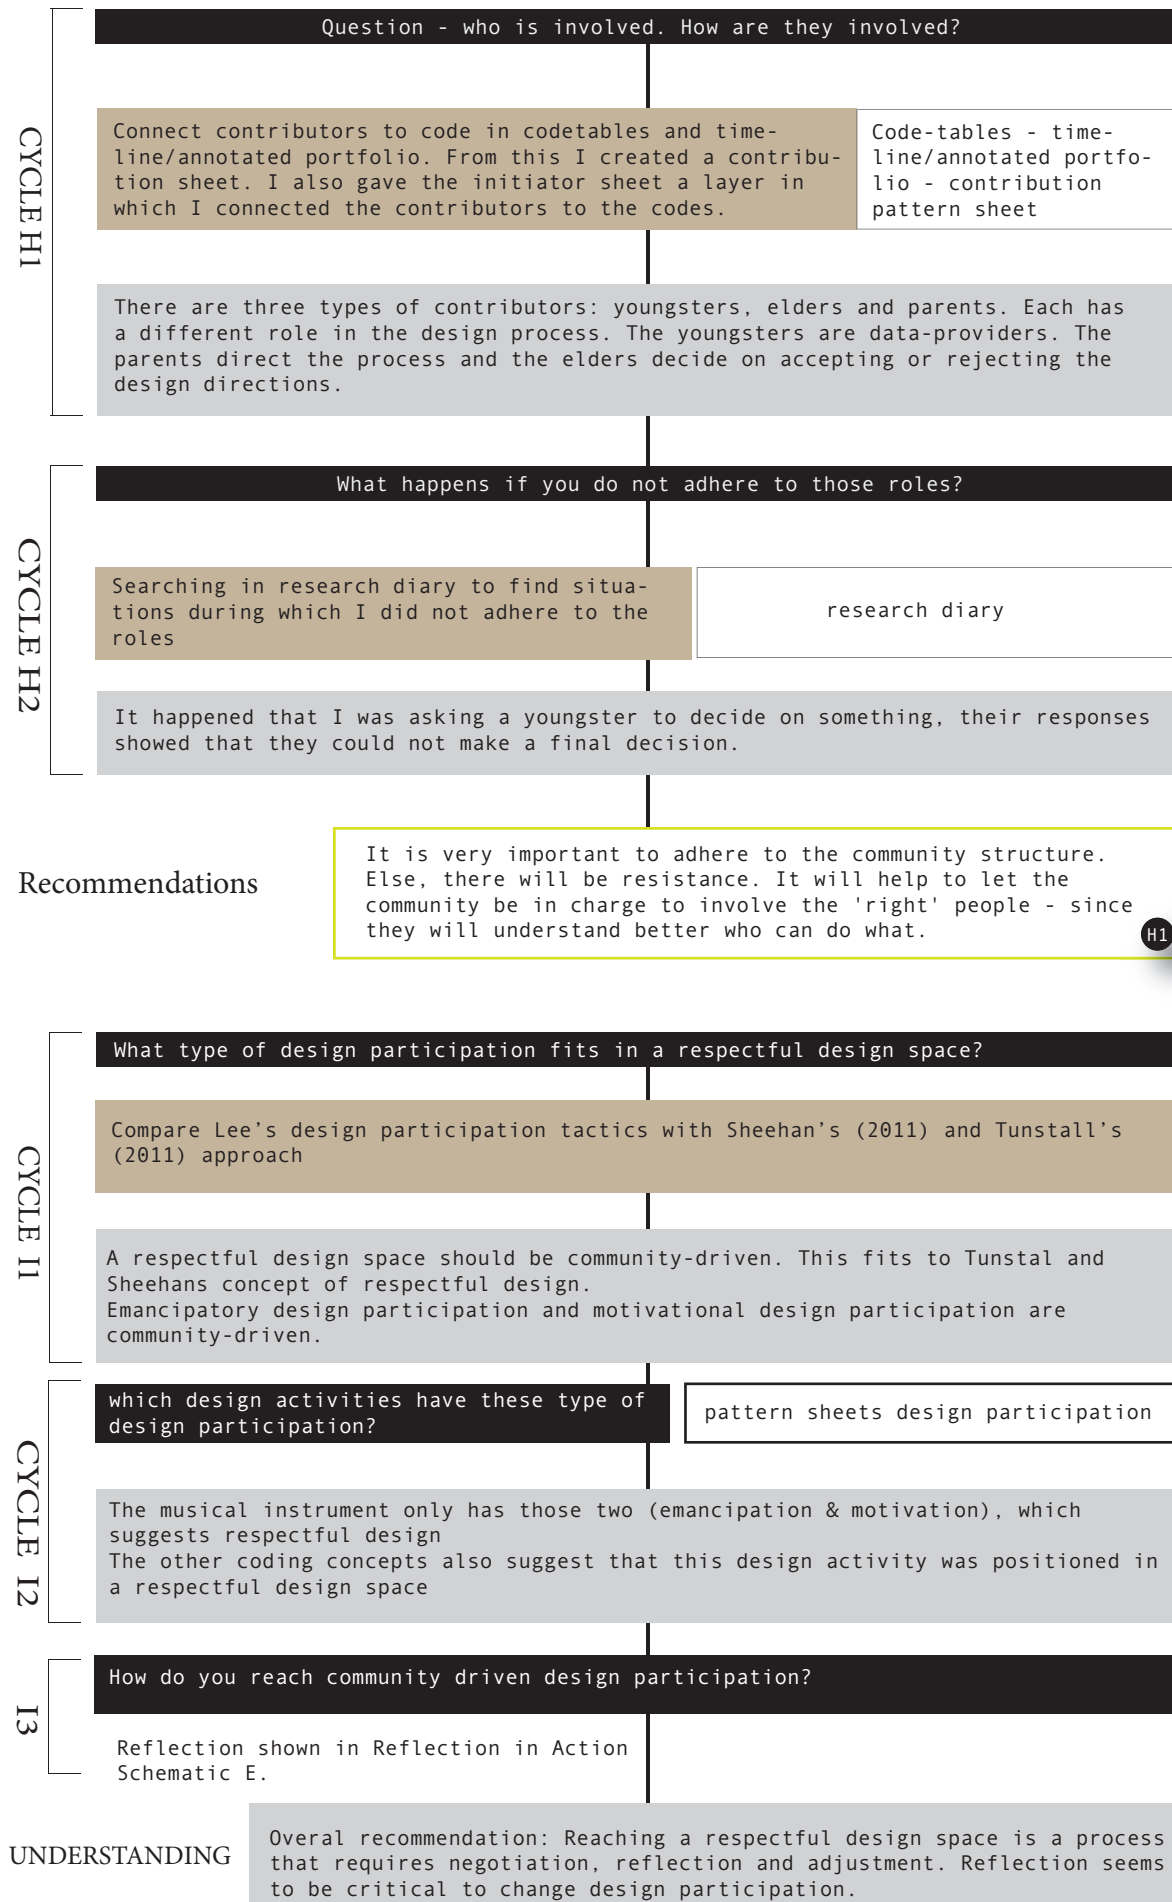 Question - who is involved. How are they involved?
CYCLE H1
Connect contributors to code in codetables and time-
line/annotated portfolio. From this I created a contribu-
tion sheet. I also gave the initiator sheet a layer in
which I connected the contributors to the codes.
Code-tables - time-
line/annotated portfo-
lio - contribution
pattern sheet
There are three types of contributors: youngsters, elders and parents. Each has
a different role in the design process. The youngsters are data-providers. The
parents direct the process and the elders decide on accepting or rejecting the
design directions.
What happens if you do not adhere to those roles?
CYCLE H2
Searching in research diary to find situa-
tions during which I did not adhere to the
roles
research diary
It happened that I was asking a youngster to decide on something, their responses
showed that they could not make a final decision.
Recommendations
It is very important to adhere to the community structure.
Else, there will be resistance. It will help to let the
community be in charge to involve the 'right' people - since
they will understand better who can do what.
H1
What type of design participation fits in a respectful design space?
CYCLE I1
Compare Lee’s design participation tactics with Sheehan’s (2011) and Tunstall’s
(2011) approach
A respectful design space should be community-driven. This fits to Tunstal and
Sheehans concept of respectful design.
Emancipatory design participation and motivational design participation are
community-driven.
which design activities have these type of
design participation?
pattern sheets design participation
CYCLE I2
The musical instrument only has those two (emancipation & motivation), which
suggests respectful design
The other coding concepts also suggest that this design activity was positioned in
a respectful design space
How do you reach community driven design participation?
I3
Reflection shown in Reflection in Action
Schematic E.
UNDERSTANDING
Overal recommendation: Reaching a respectful design space is a process
that requires negotiation, reflection and adjustment. Reflection seems
to be critical to change design participation.